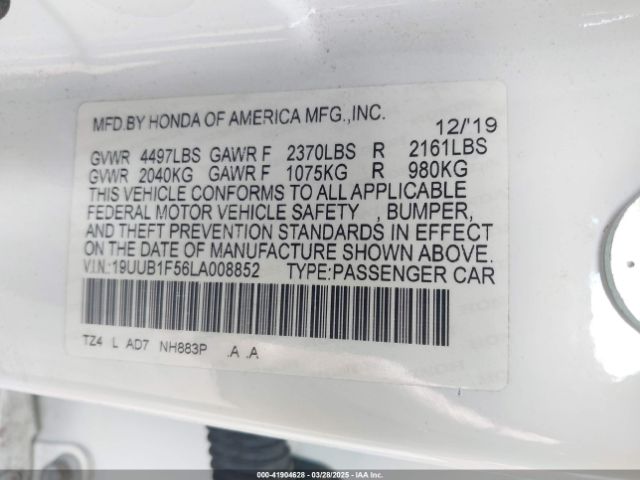 MFD.BY HONDA OF AMERICA MFG.,INC.
12/'19
GVWR 4497LBS GAWR F 2370LBS R 2161LBS
GVWR 2040KG GAWR F 1075KG R 980KG
THIS VEHICLE CONFORMS TO ALL APPLICABLE
FEDERAL MOTOR VEHICLE SAFETY , BUMPER,
AND THEFT PREVENTION STANDARDS IN EFFECT
ON THE DATE OF MANUFACTURE SHOWN ABOVE.
V.I.N.:19UUB1F56LA008852 TYPE:PASSENGER CAR
TZ4 L AD7 NH883P .A .A
00-41904628 | 03/28/2025 — IAA Inc.